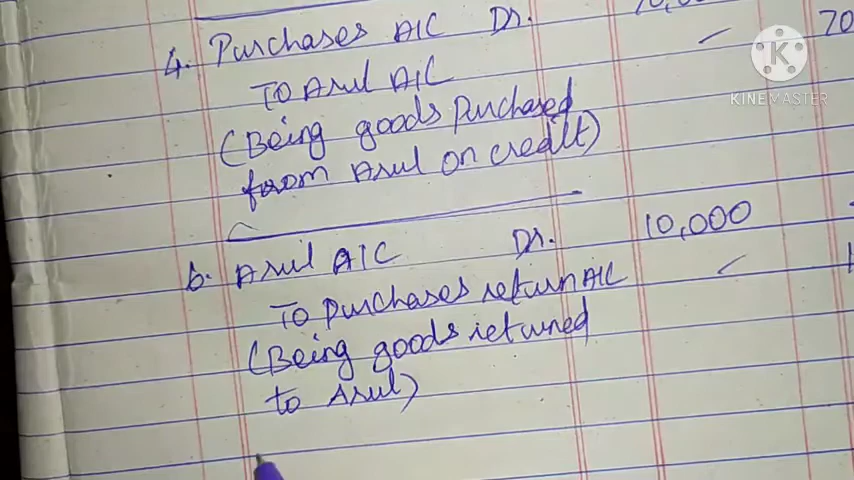 4. Purchases A/C Dr.
70
To Arul A/C
(Being goods purchased
from Arul on credit)
6. Arul A/C Dr. 10,000
To Purchases return A/C
(Being goods returned
to Arul)
KINEMASTER